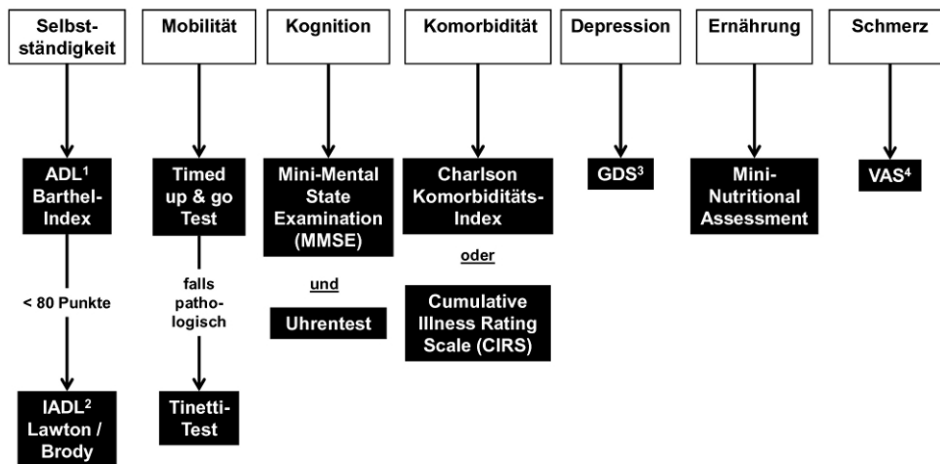 Selbst-
ständigkeit
Mobilität
Kognition
Komorbidität
Depression
Ernährung
Schmerz
ADL¹
Barthel-
Index
Timed
up & go
Test
Mini-Mental
State
Examination
(MMSE)
Charlson
Komorbiditäts-
Index
GDS³
Mini-
Nutritional
Assessment
VAS⁴
< 80 Punkte
falls
patho-
logisch
und
Uhrentest
oder
Cumulative
Illness Rating
Scale (CIRS)
IADL²
Lawton /
Brody
Tinetti-
Test